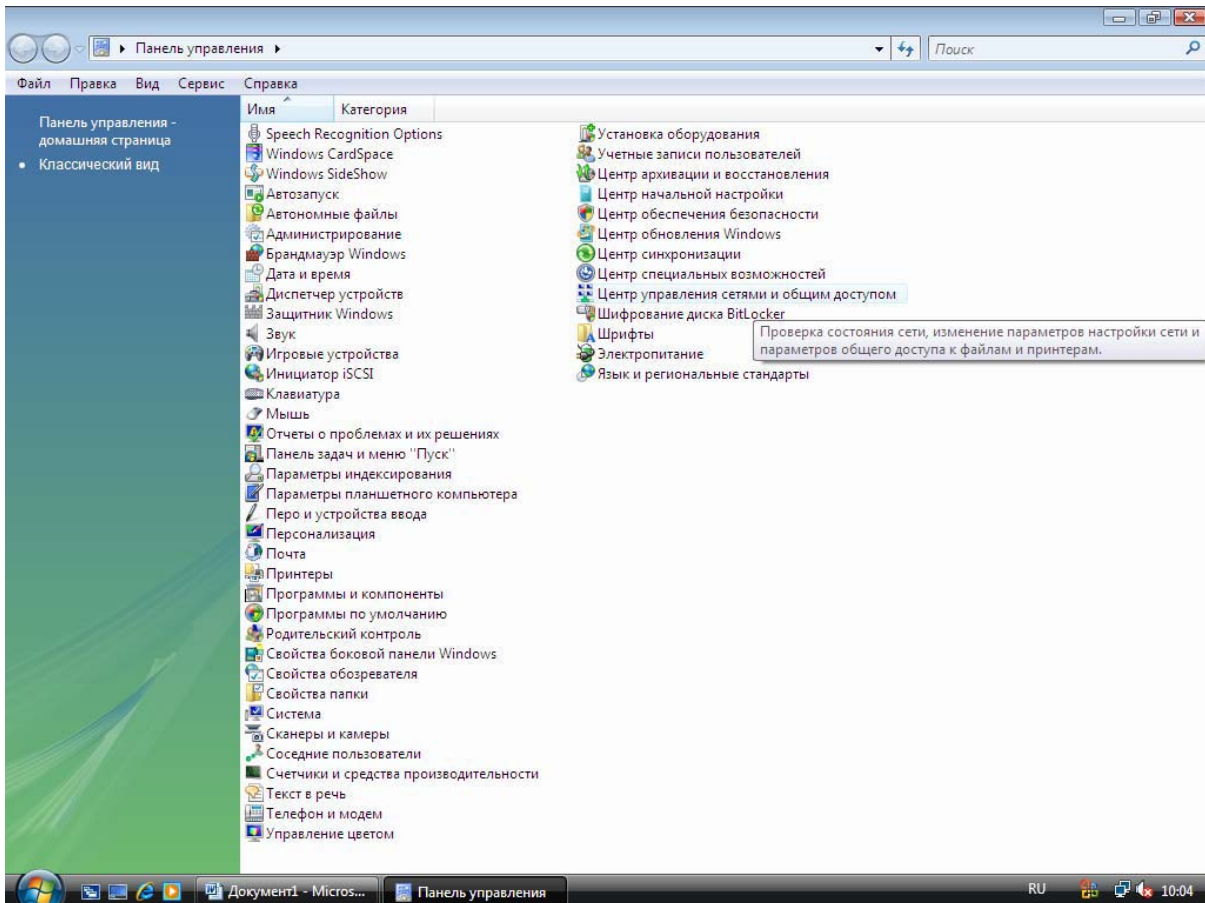 Панель управления
Поиск
Файл Правка Вид Сервис Справка
Панель управления -
домашняя страница
Классический вид
Имя Категория
Speech Recognition Options
Windows CardSpace
Windows SideShow
Автозапуск
Автономные файлы
Администрирование
Брандмауэр Windows
Дата и время
Диспетчер устройств
Защитник Windows
Звук
Игровые устройства
Инициатор iSCSI
Клавиатура
Мышь
Отчеты о проблемах и их решениях
Панель задач и меню "Пуск"
Параметры индексирования
Параметры планшетного компьютера
Перо и устройства ввода
Персонализация
Почта
Принтеры
Программы и компоненты
Программы по умолчанию
Родительский контроль
Свойства боковой панели Windows
Свойства обозревателя
Свойства папки
Система
Сканеры и камеры
Соседние пользователи
Счетчики и средства производительности
Текст в речь
Телефон и модем
Управление цветом
Установка оборудования
Учетные записи пользователей
Центр архивации и восстановления
Центр начальной настройки
Центр обеспечения безопасности
Центр обновления Windows
Центр синхронизации
Центр специальных возможностей
Центр управления сетями и общим доступом
Шифрование диска BitLocker
Шрифты
Электропитание
Язык и региональные стандарты
Проверка состояния сети, изменение параметров настройки сети и
параметров общего доступа к файлам и принтерам.
Документ1 - Micros...
Панель управления
RU
10:04